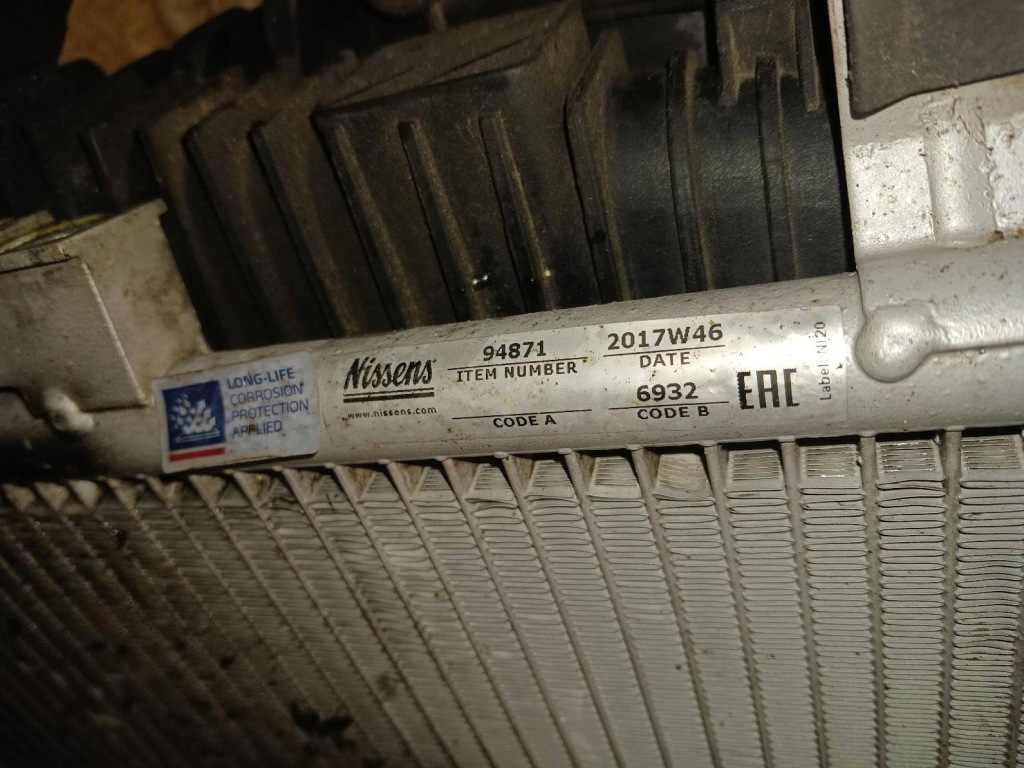 LONG-LIFE
CORROSION
PROTECTION
APPLIED
Nissens
www.nissens.com
94871
ITEM NUMBER
CODE A
2017W46
DATE
6932
CODE B
EAC
Label: NL20